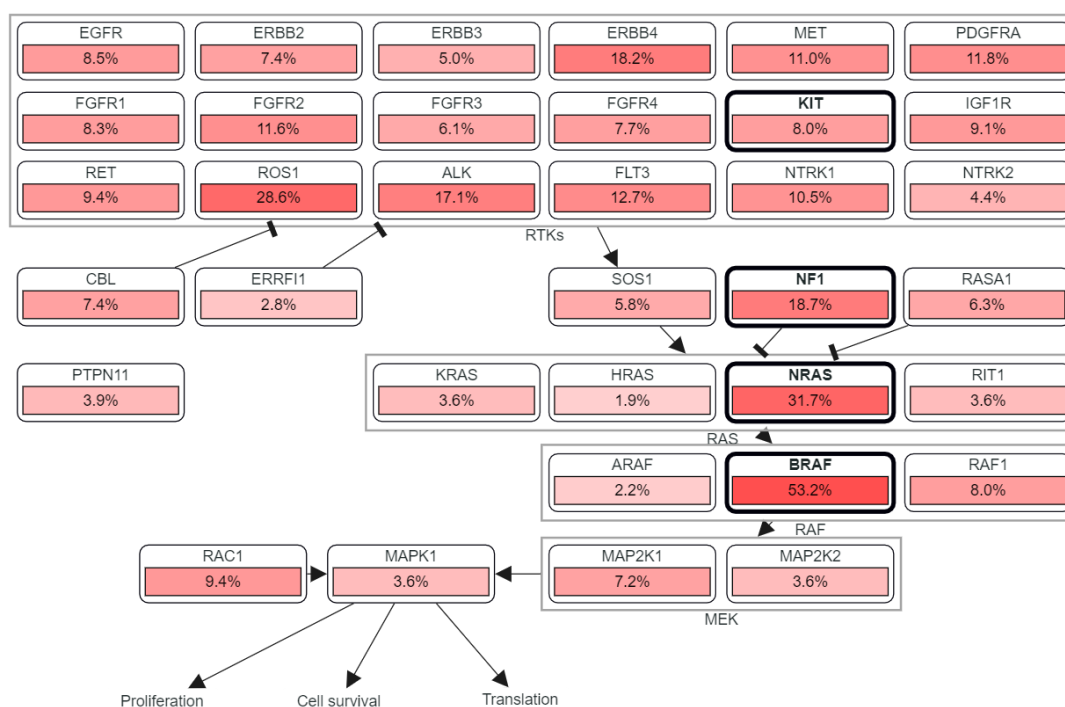 EGFR ERBB2 ERBB3 ERBB4 MET PDGFRA
8.5% 7.4% 5.0% 18.2% 11.0% 11.8%
FGFR1 FGFR2 FGFR3 FGFR4 KIT IGF1R
8.3% 11.6% 6.1% 7.7% 8.0% 9.1%
RET ROS1 ALK FLT3 NTRK1 NTRK2
9.4% 28.6% 17.1% 12.7% 10.5% 4.4%
RTKs
CBL ERRFI1 SOS1 NF1 RASA1
7.4% 2.8% 5.8% 18.7% 6.3%
PTPN11 KRAS HRAS NRAS RIT1
3.9% 3.6% 1.9% 31.7% 3.6%
RAS
ARAF BRAF RAF1
2.2% 53.2% 8.0%
RAF
RAC1 MAPK1 MAP2K1 MAP2K2
9.4% 3.6% 7.2% 3.6%
MEK
Proliferation Cell survival Translation